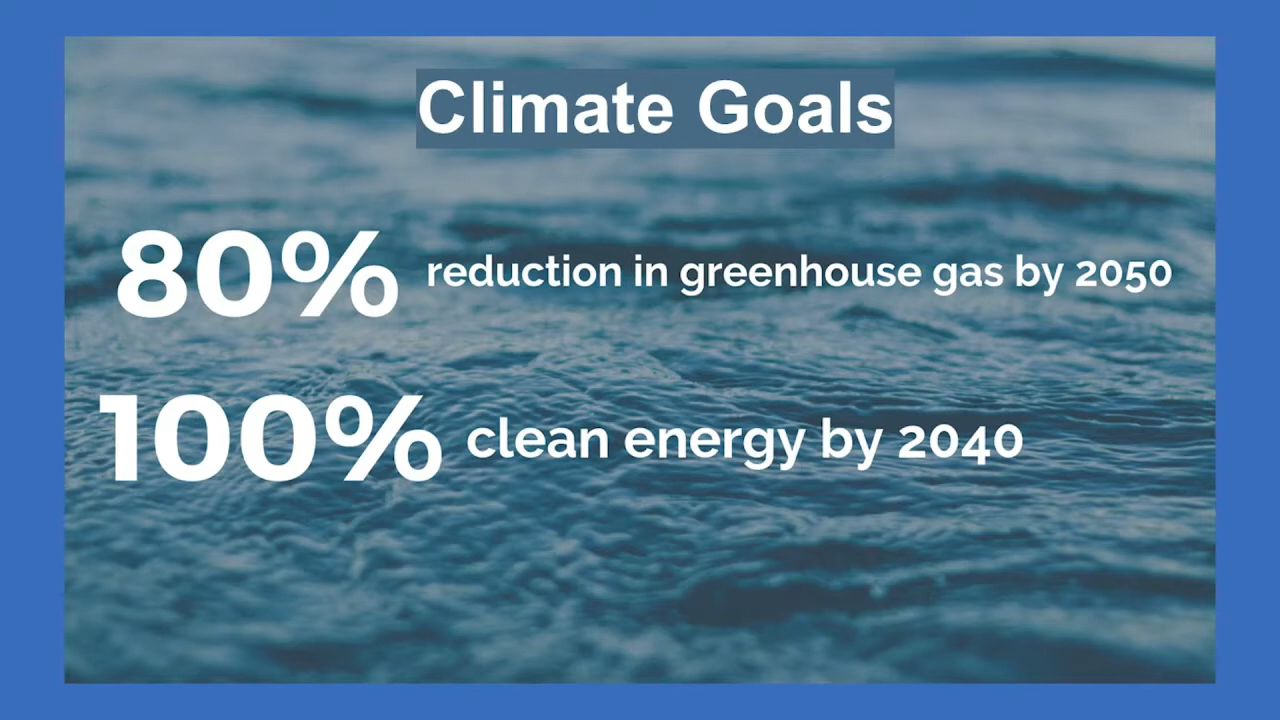 Climate Goals
80% reduction in greenhouse gas by 2050
100% clean energy by 2040